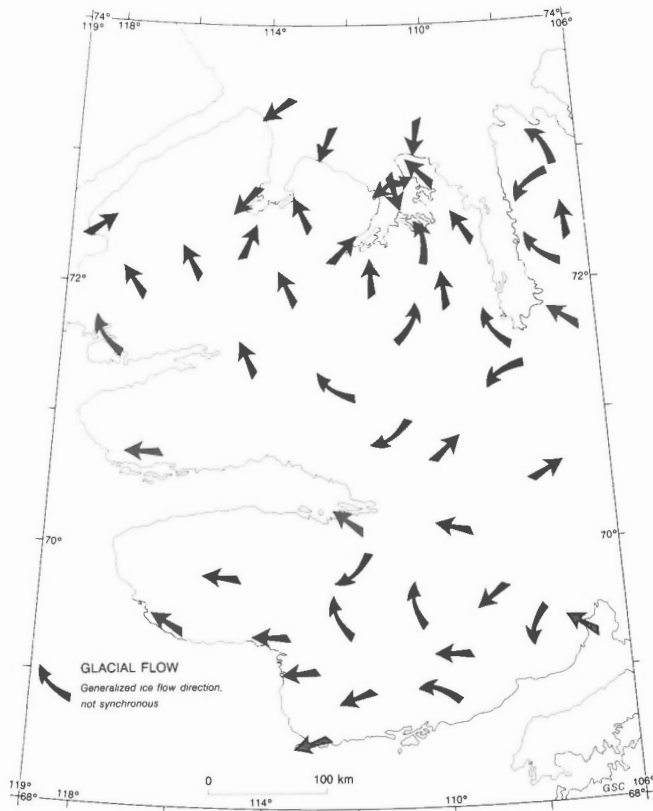 74° 74°
119° 118° 114° 110° 106°
72° 72°
70° 70°
GLACIAL FLOW
Generalized ice flow direction,
not synchronous
0 100 km
GSC
119° 118° 114° 110° 106°
68° 68°